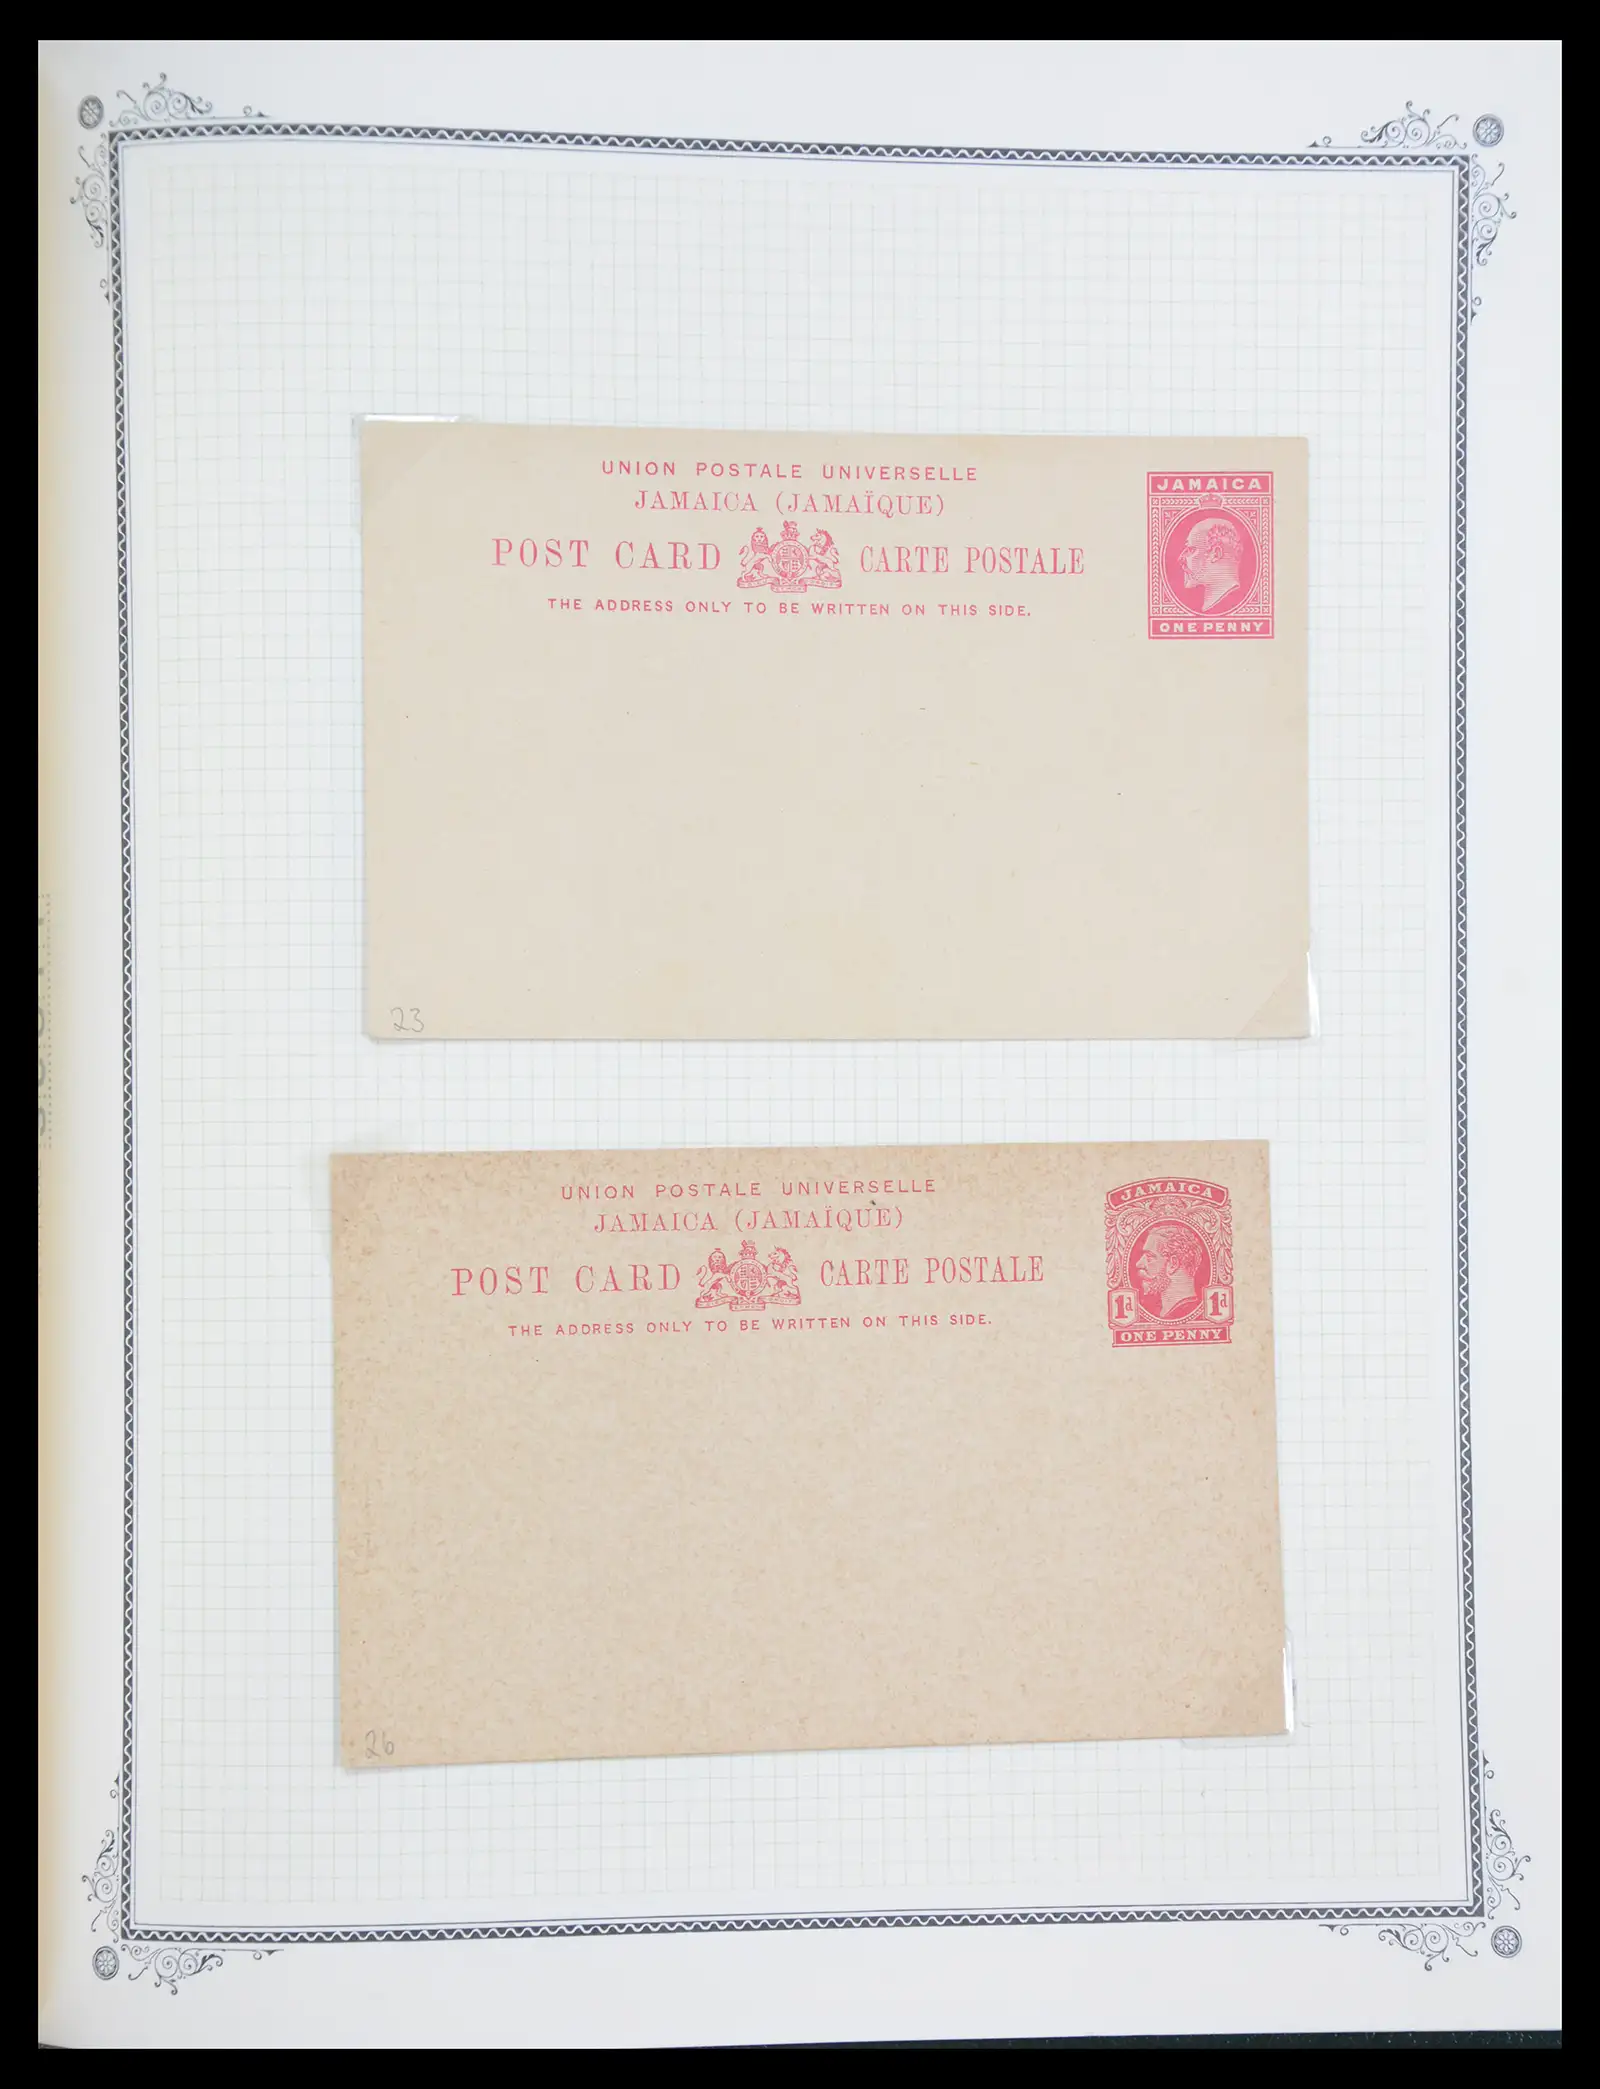 UNION POSTALE UNIVERSELLE
JAMAICA (JAMAÏQUE)
POST CARD CARTE POSTALE
THE ADDRESS ONLY TO BE WRITTEN ON THIS SIDE.
JAMAICA
ONE PENNY
23
UNION POSTALE UNIVERSELLE
JAMAICA (JAMAÏQUE)
POST CARD CARTE POSTALE
THE ADDRESS ONLY TO BE WRITTEN ON THIS SIDE.
JAMAICA
1d 1d
ONE PENNY
26